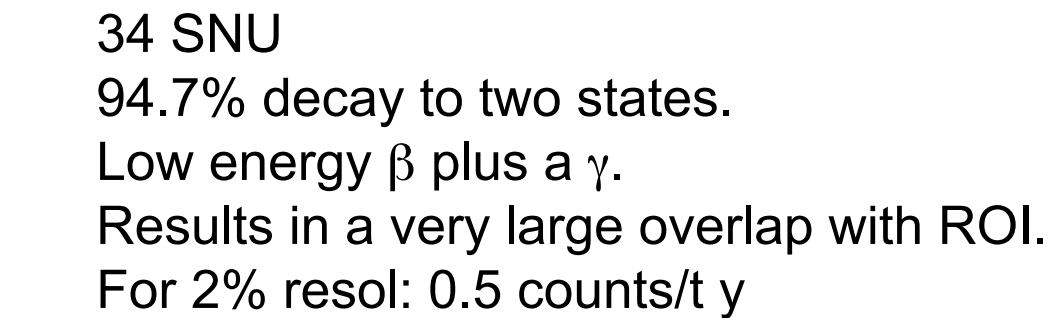 34 SNU
94.7% decay to two states.
Low energy β plus a γ.
Results in a very large overlap with ROI.
For 2% resol: 0.5 counts/t y